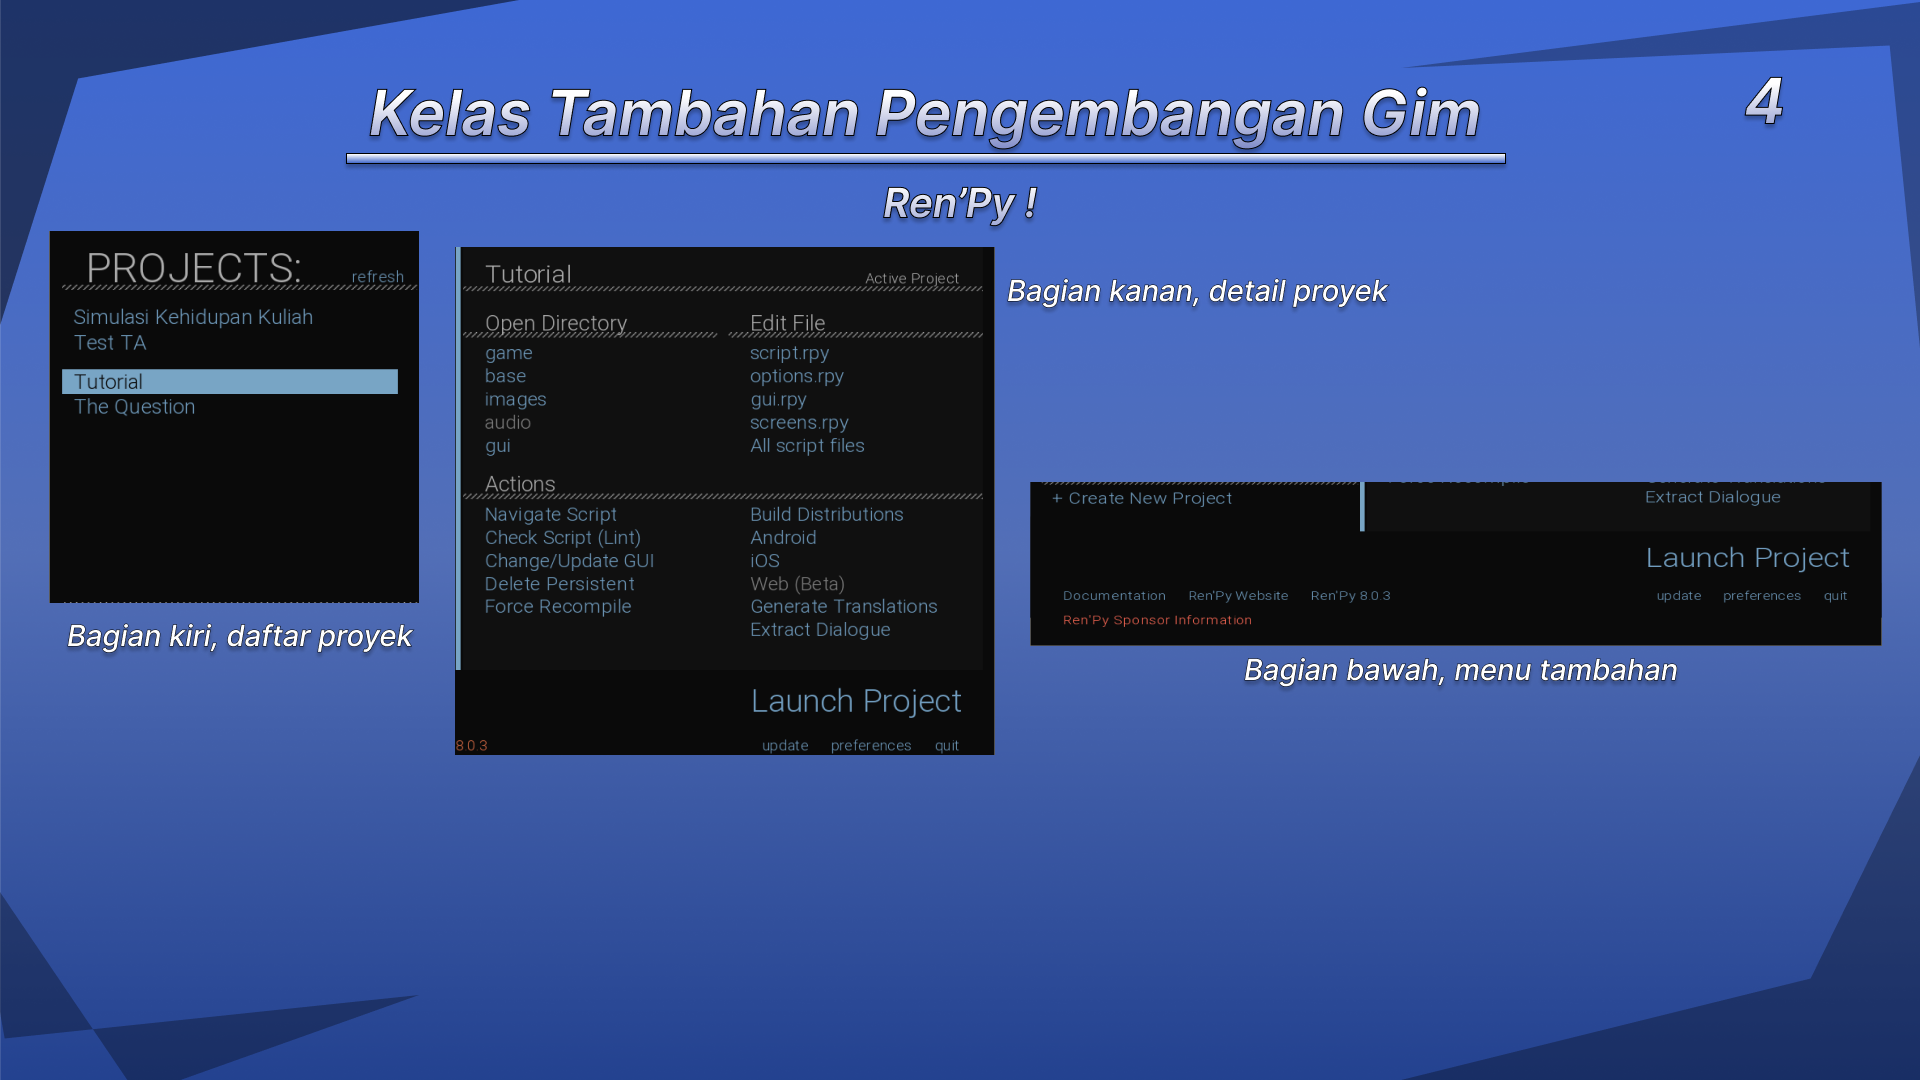 Kelas Tambahan Pengembangan Gim
4
Ren'Py !
PROJECTS:
refresh
Simulasi Kehidupan Kuliah
Test TA
Tutorial
The Question
Bagian kiri, daftar proyek
Tutorial
Active Project
Open Directory
game
base
images
audio
gui
Edit File
script.rpy
options.rpy
gui.rpy
screens.rpy
All script files
Actions
Navigate Script
Check Script (Lint)
Change/Update GUI
Delete Persistent
Force Recompile
Build Distributions
Android
iOS
Web (Beta)
Generate Translations
Extract Dialogue
Launch Project
8.0.3
update preferences quit
Bagian kanan, detail proyek
+ Create New Project
Extract Dialogue
Launch Project
Documentation Ren'Py Website Ren'Py 8.0.3
update preferences quit
Ren'Py Sponsor Information
Bagian bawah, menu tambahan